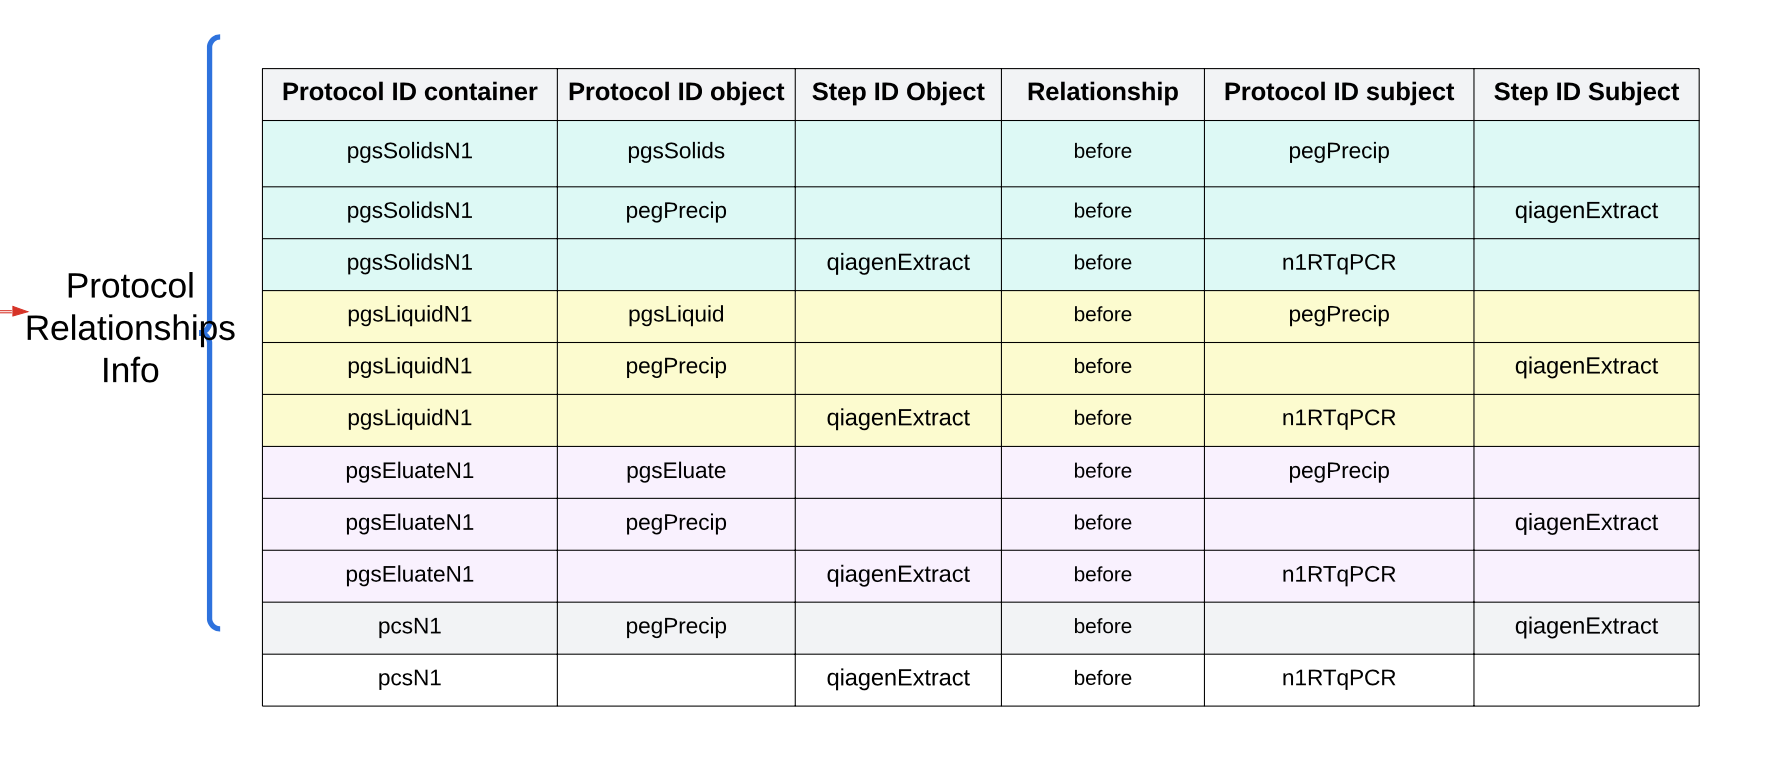 Protocol
Relationships
Info
Protocol ID container Protocol ID object Step ID Object Relationship Protocol ID subject Step ID Subject
pgsSolidsN1 pgsSolids before pegPrecip
pgsSolidsN1 pegPrecip before qiagenExtract
pgsSolidsN1 qiagenExtract before n1RTqPCR
pgsLiquidN1 pgsLiquid before pegPrecip
pgsLiquidN1 pegPrecip before qiagenExtract
pgsLiquidN1 qiagenExtract before n1RTqPCR
pgsEluateN1 pgsEluate before pegPrecip
pgsEluateN1 pegPrecip before qiagenExtract
pgsEluateN1 qiagenExtract before n1RTqPCR
pcsN1 pegPrecip before qiagenExtract
pcsN1 qiagenExtract before n1RTqPCR